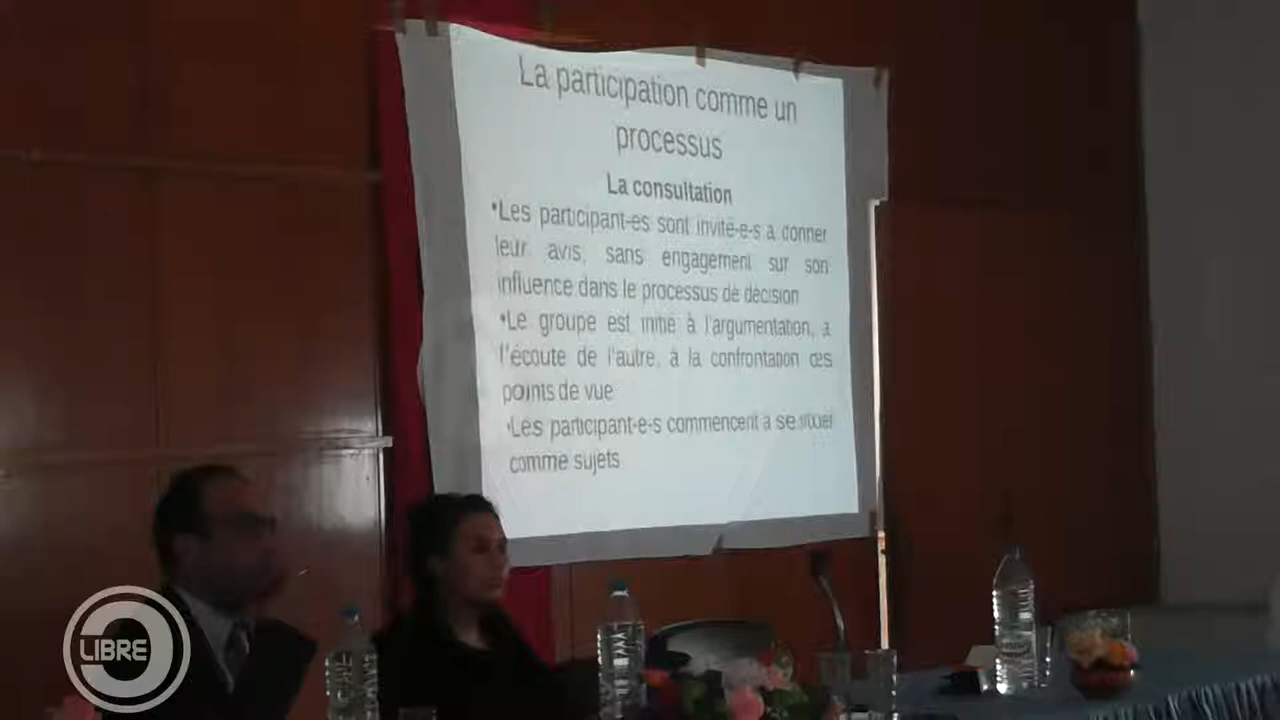 La participation comme un
processus
La consultation
•Les participant-es sont invité-e-s à donner
leur avis, sans engagement sur son
influence dans le processus de décision
•Le groupe est initié à l'argumentation, à
l'écoute de l'autre, à la confrontation des
points de vue
•Les participant-e-s commencent à se situer
comme sujets
LIBRE